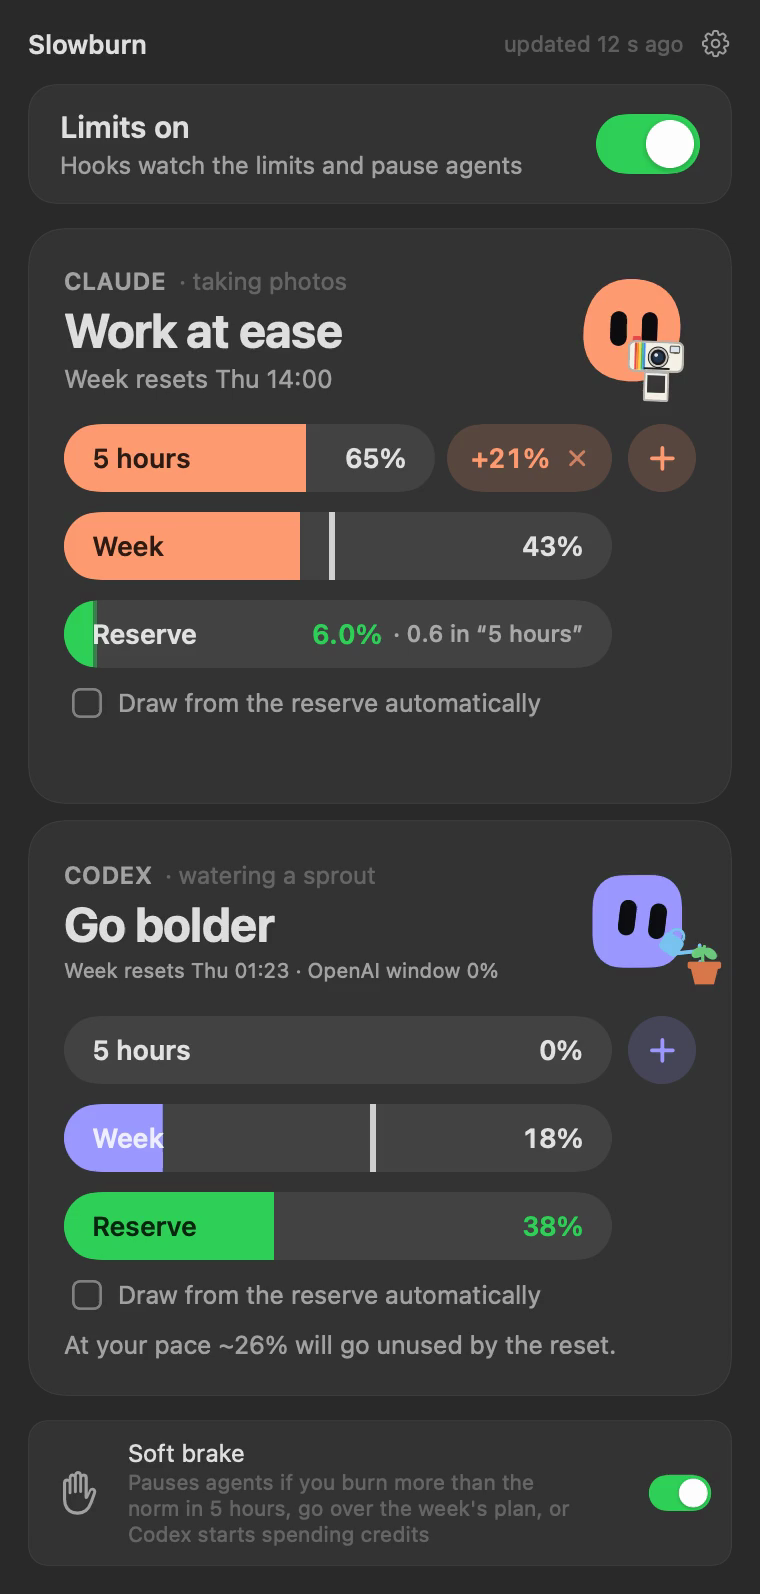 Slowburn
updated 12 s ago
Limits on
Hooks watch the limits and pause agents
CLAUDE · taking photos
Work at ease
Week resets Thu 14:00
5 hours 65% +21% ×
Week 43%
Reserve 6.0% · 0.6 in “5 hours”
Draw from the reserve automatically
CODEX · watering a sprout
Go bolder
Week resets Thu 01:23 · OpenAI window 0%
5 hours 0%
Week 18%
Reserve 38%
Draw from the reserve automatically
At your pace ~26% will go unused by the reset.
Soft brake
Pauses agents if you burn more than the
norm in 5 hours, go over the week's plan, or
Codex starts spending credits